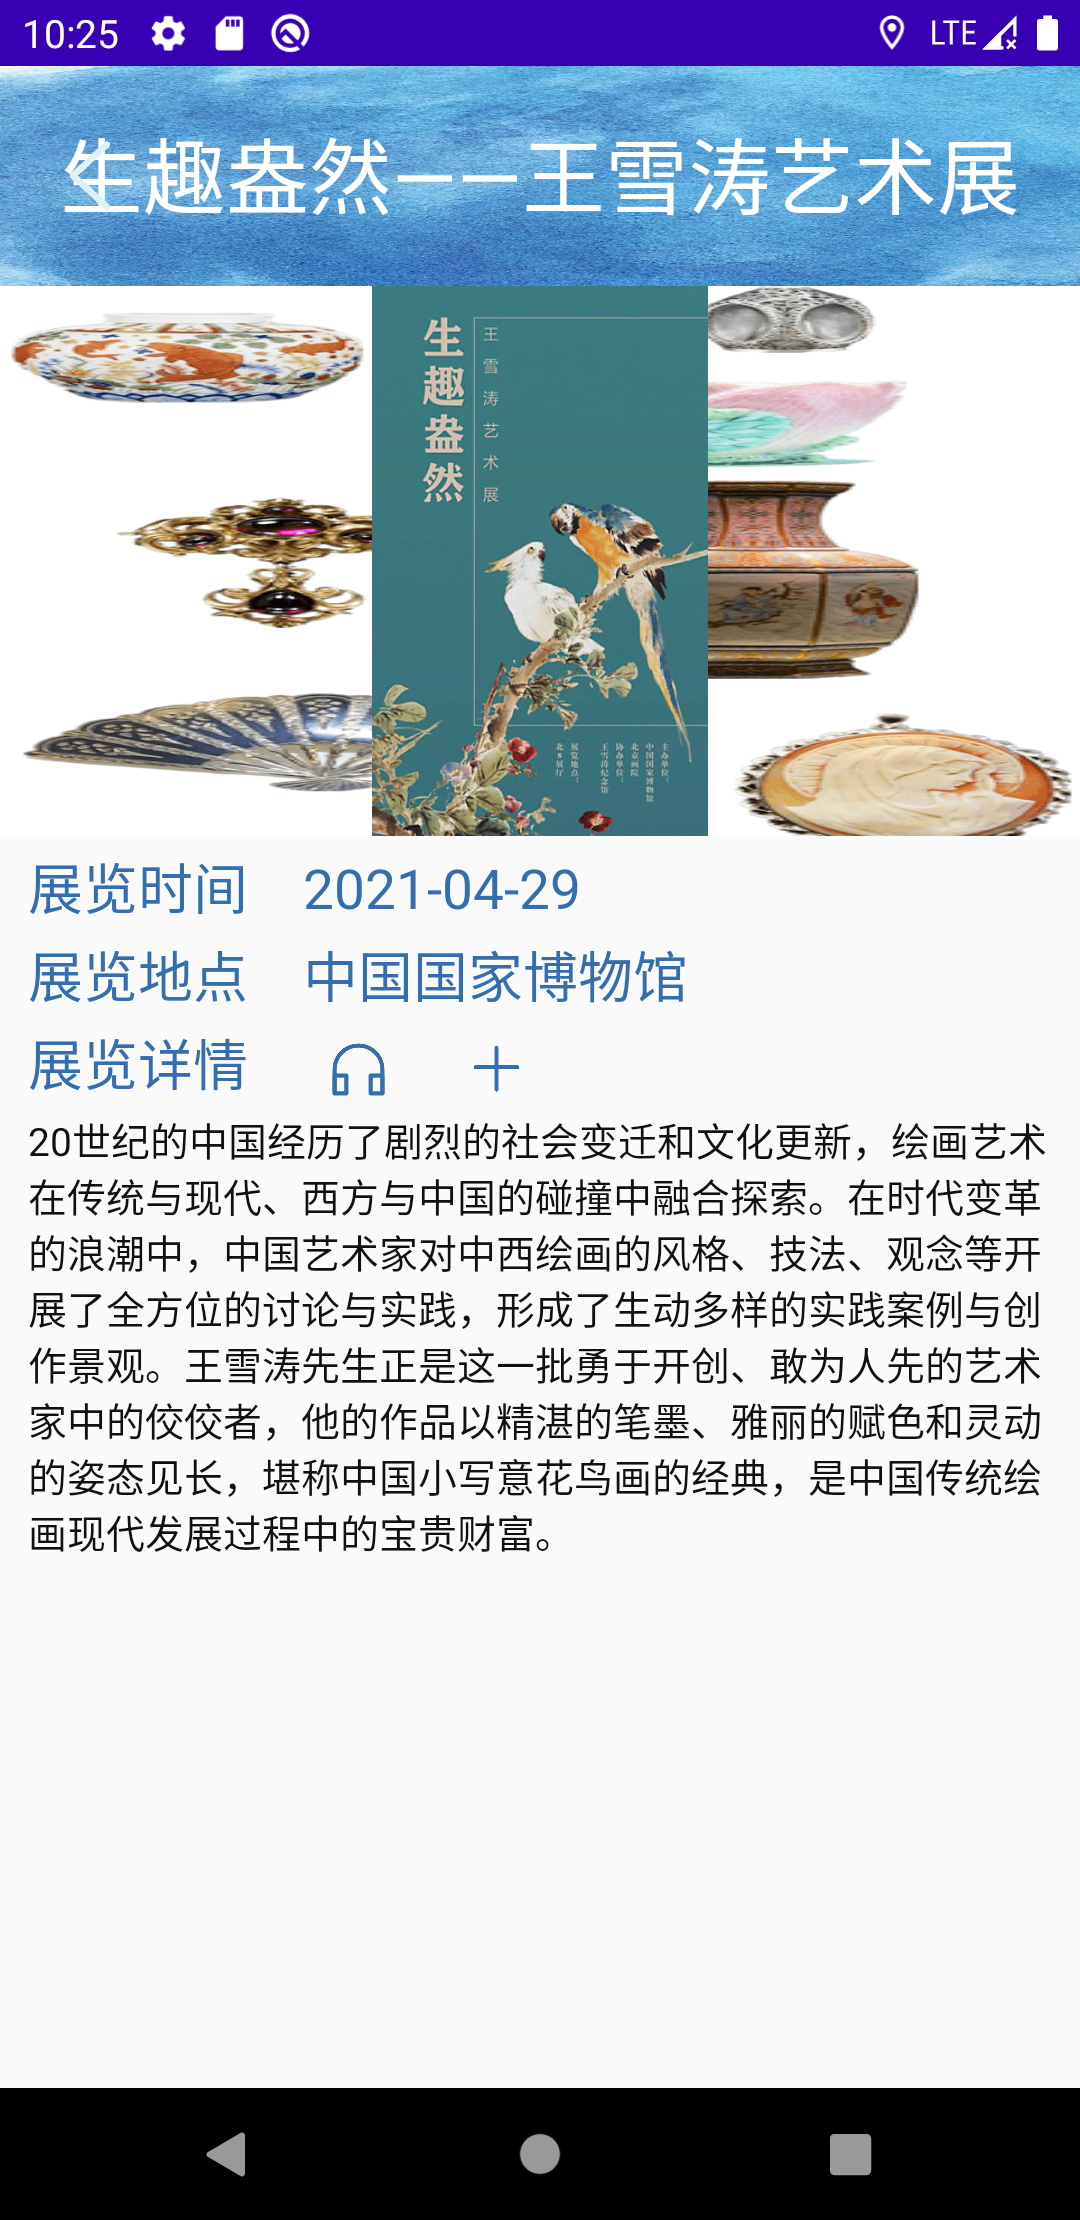 10:25 LTE
生趣盎然——王雪涛艺术展
生趣盎然
王雪涛艺术展
主办单位：
中国国家博物馆
北京画院
协办单位：
王雪涛纪念馆
展览地点：
北8展厅
展览时间 2021-04-29
展览地点 中国国家博物馆
展览详情
20世纪的中国经历了剧烈的社会变迁和文化更新，绘画艺术
在传统与现代、西方与中国的碰撞中融合探索。在时代变革
的浪潮中，中国艺术家对中西绘画的风格、技法、观念等开
展了全方位的讨论与实践，形成了生动多样的实践案例与创
作景观。王雪涛先生正是这一批勇于开创、敢为人先的艺术
家中的佼佼者，他的作品以精湛的笔墨、雅丽的赋色和灵动
的姿态见长，堪称中国小写意花鸟画的经典，是中国传统绘
画现代发展过程中的宝贵财富。